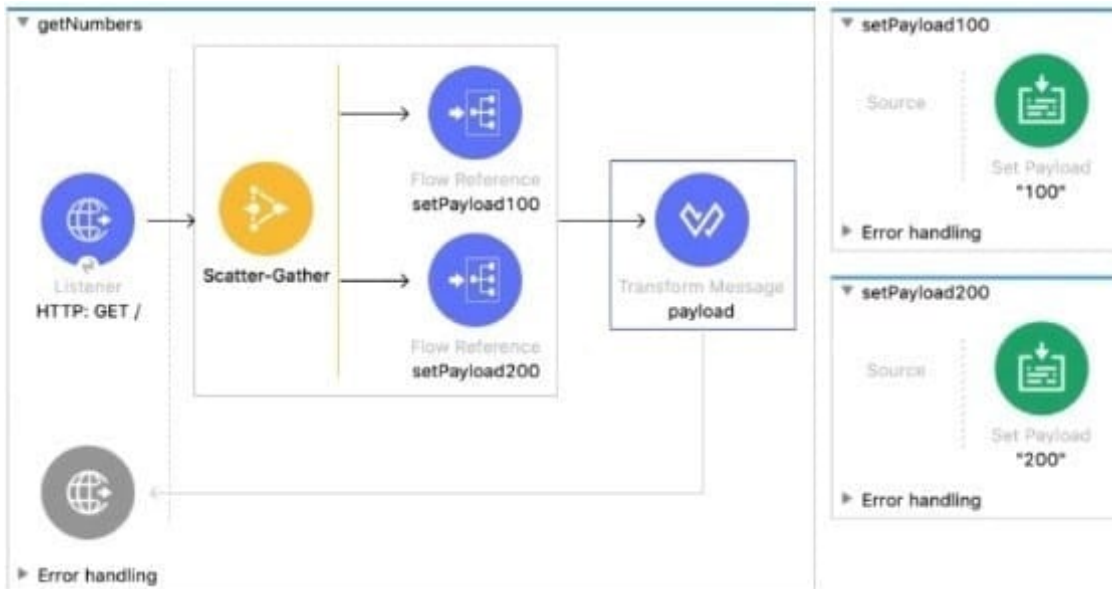 getNumbers
Flow Reference
setPayload100
Scatter-Gather
Listener
HTTP: GET /
Flow Reference
setPayload200
Transform Message
payload
Error handling
setPayload100
Source
Set Payload
"100"
Error handling
setPayload200
Source
Set Payload
"200"
Error handling